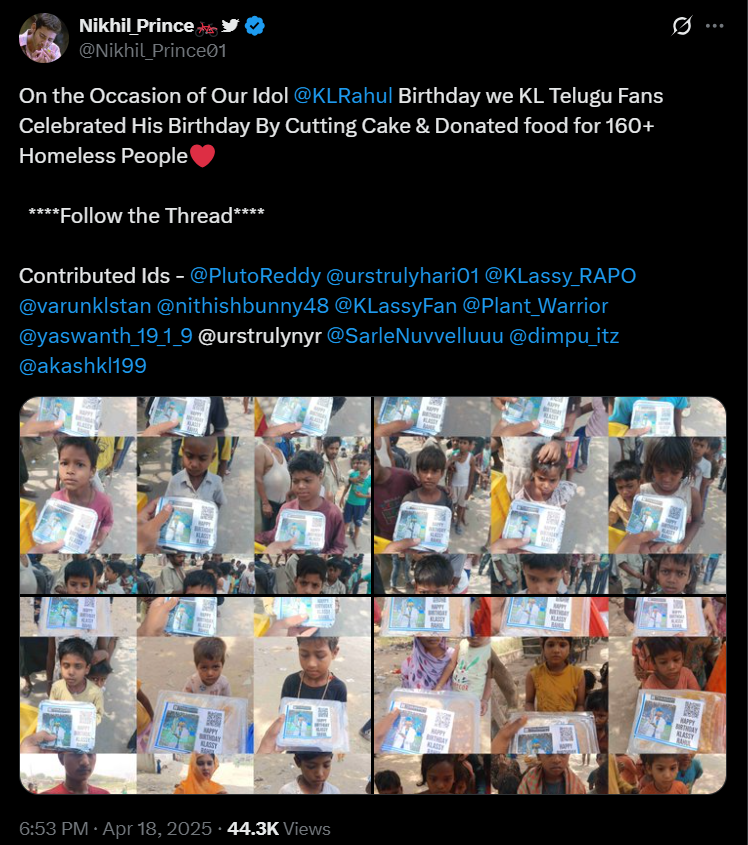 Nikhil_Prince🚲🐦
@Nikhil_Prince01
On the Occasion of Our Idol @KLRahul Birthday we KL Telugu Fans
Celebrated His Birthday By Cutting Cake & Donated food for 160+
Homeless People❤️
****Follow the Thread****
Contributed Ids - @PlutoReddy @urstrulyhari01 @KLassy_RAPO
@varunklstan @nithishbunny48 @KLassyFan @Plant_Warrior
@yaswanth_19_1_9 @urstrulynyr @SarleNuvvelluuu @dimpu_itz
@akashkl199
HAPPY
BIRTHDAY
KLASSY
RAHUL
6:53 PM · Apr 18, 2025 · 44.3K Views